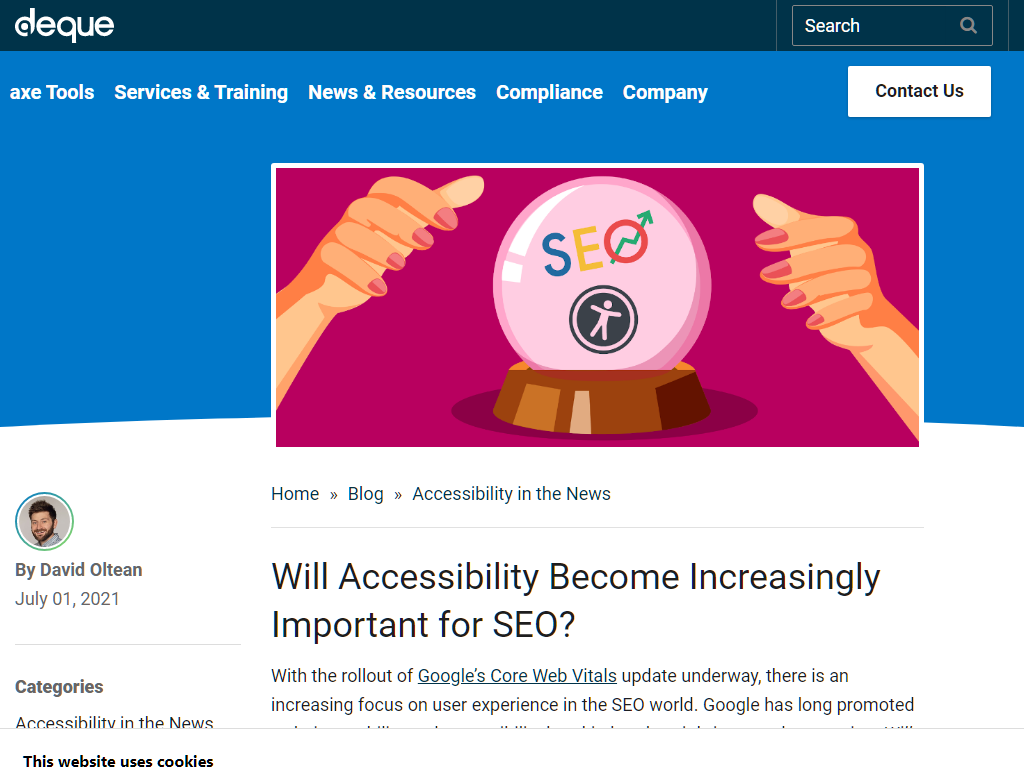 deque
Search
axe Tools Services & Training News & Resources Compliance Company Contact Us
SEO
Home » Blog » Accessibility in the News
By David Oltean
July 01, 2021
Categories
Accessibility in the News
Will Accessibility Become Increasingly
Important for SEO?
With the rollout of Google’s Core Web Vitals update underway, there is an
increasing focus on user experience in the SEO world. Google has long promoted
This website uses cookies